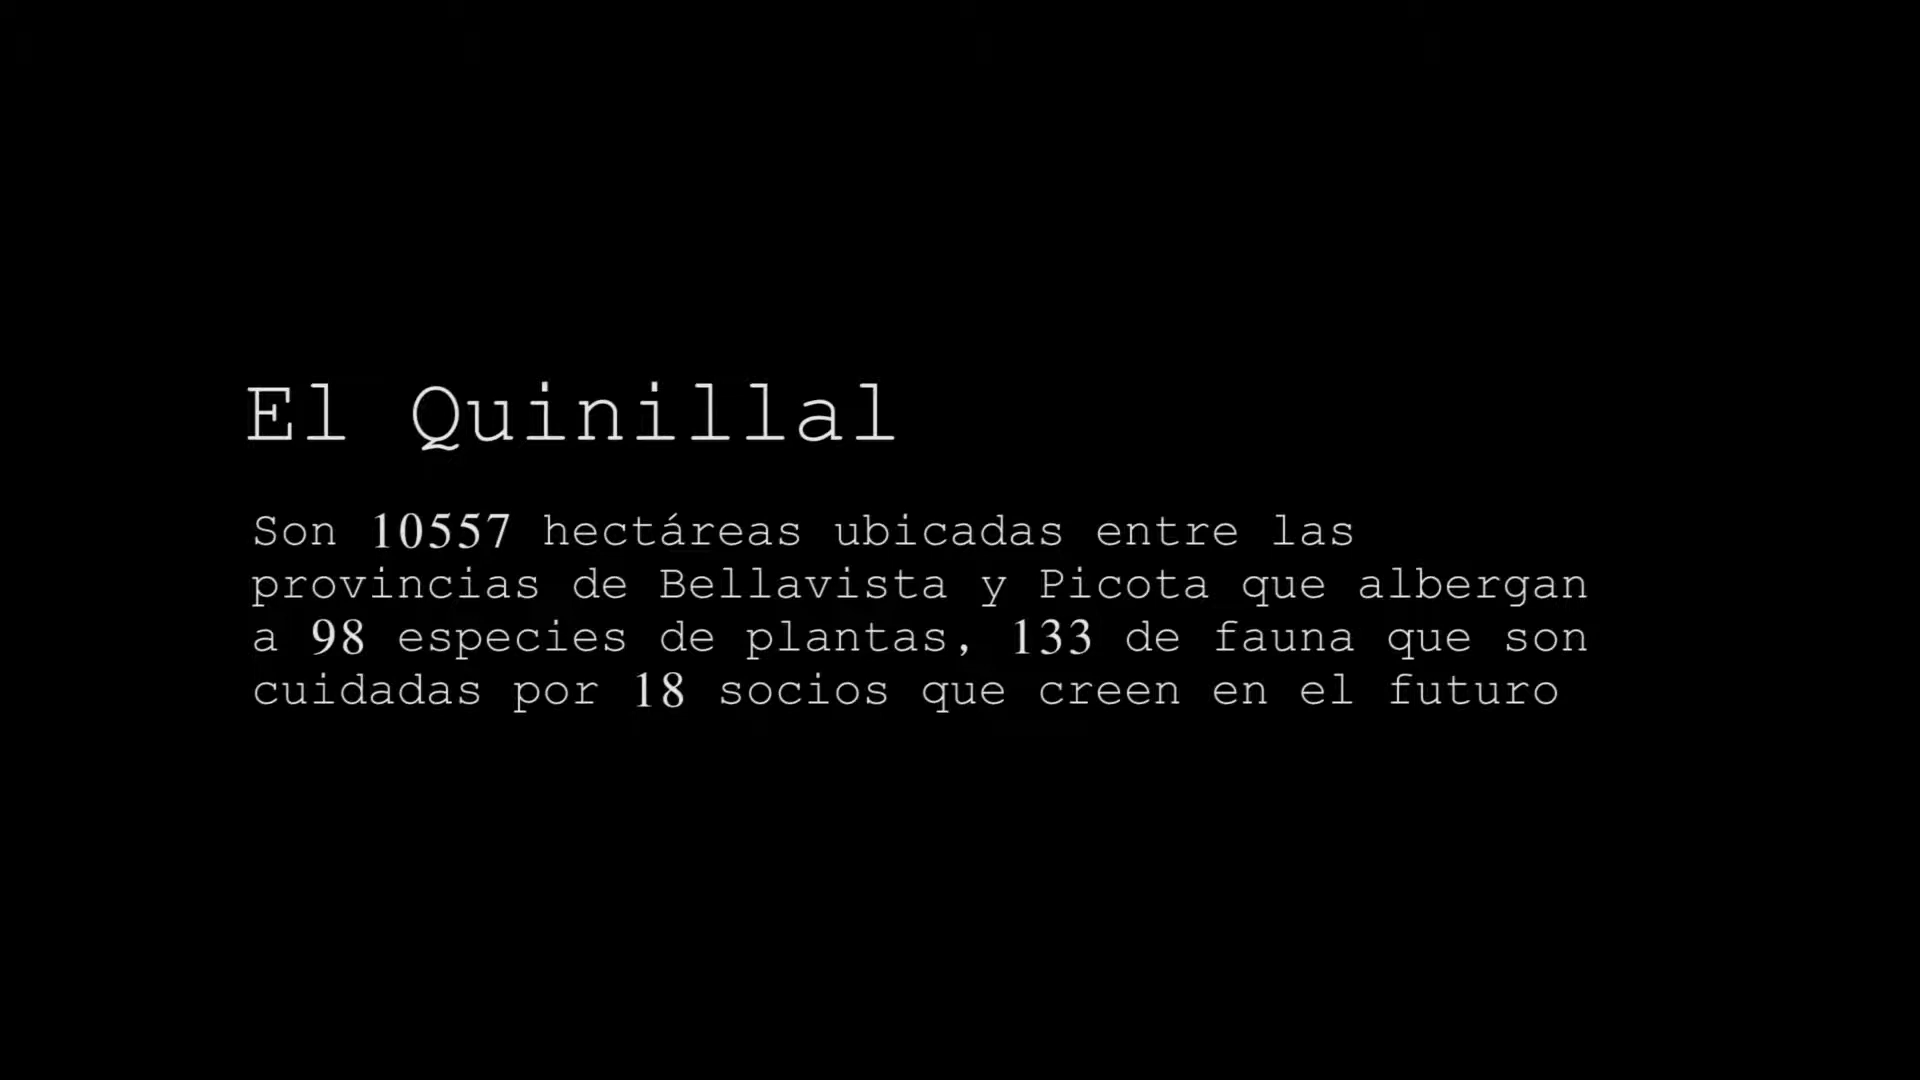 El Quinillal
Son 10557 hectáreas ubicadas entre las
provincias de Bellavista y Picota que albergan
a 98 especies de plantas, 133 de fauna que son
cuidadas por 18 socios que creen en el futuro